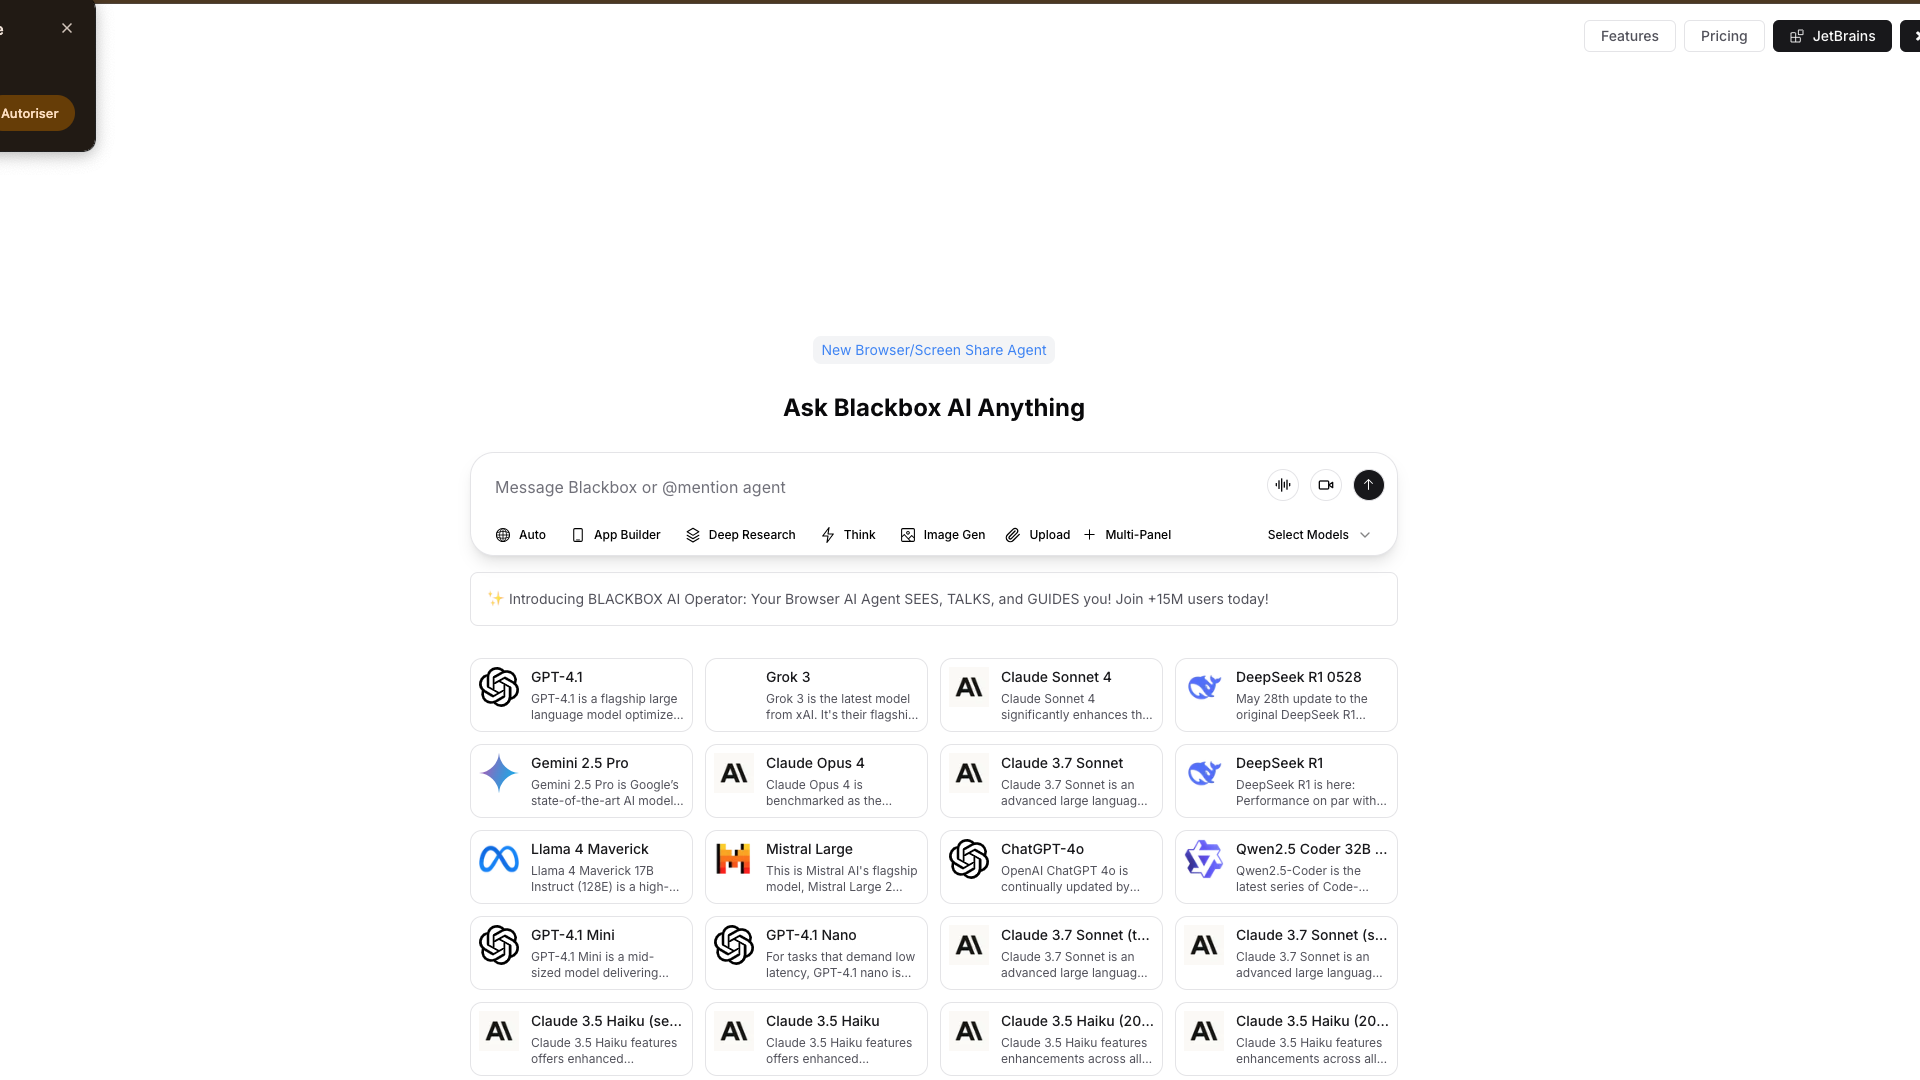 e
Autoriser
Features
Pricing
JetBrains
New Browser/Screen Share Agent
Ask Blackbox AI Anything
Message Blackbox or @mention agent
Auto
App Builder
Deep Research
Think
Image Gen
Upload
Multi-Panel
Select Models
✨ Introducing BLACKBOX AI Operator: Your Browser AI Agent SEES, TALKS, and GUIDES you! Join +15M users today!
GPT-4.1
GPT-4.1 is a flagship large
language model optimize...
Grok 3
Grok 3 is the latest model
from xAI. It's their flagshi...
Claude Sonnet 4
Claude Sonnet 4
significantly enhances th...
DeepSeek R1 0528
May 28th update to the
original DeepSeek R1...
Gemini 2.5 Pro
Gemini 2.5 Pro is Google’s
state-of-the-art AI model...
Claude Opus 4
Claude Opus 4 is
benchmarked as the...
Claude 3.7 Sonnet
Claude 3.7 Sonnet is an
advanced large languag...
DeepSeek R1
DeepSeek R1 is here:
Performance on par with...
Llama 4 Maverick
Llama 4 Maverick 17B
Instruct (128E) is a high-...
Mistral Large
This is Mistral AI's flagship
model, Mistral Large 2...
ChatGPT-4o
OpenAI ChatGPT 4o is
continually updated by...
Qwen2.5 Coder 32B ...
Qwen2.5-Coder is the
latest series of Code-...
GPT-4.1 Mini
GPT-4.1 Mini is a mid-
sized model delivering...
GPT-4.1 Nano
For tasks that demand low
latency, GPT-4.1 nano is...
Claude 3.7 Sonnet (t...
Claude 3.7 Sonnet is an
advanced large languag...
Claude 3.7 Sonnet (s...
Claude 3.7 Sonnet is an
advanced large languag...
Claude 3.5 Haiku (se...
Claude 3.5 Haiku features
offers enhanced...
Claude 3.5 Haiku
Claude 3.5 Haiku features
offers enhanced...
Claude 3.5 Haiku (20...
Claude 3.5 Haiku features
enhancements across all...
Claude 3.5 Haiku (20...
Claude 3.5 Haiku features
enhancements across all...